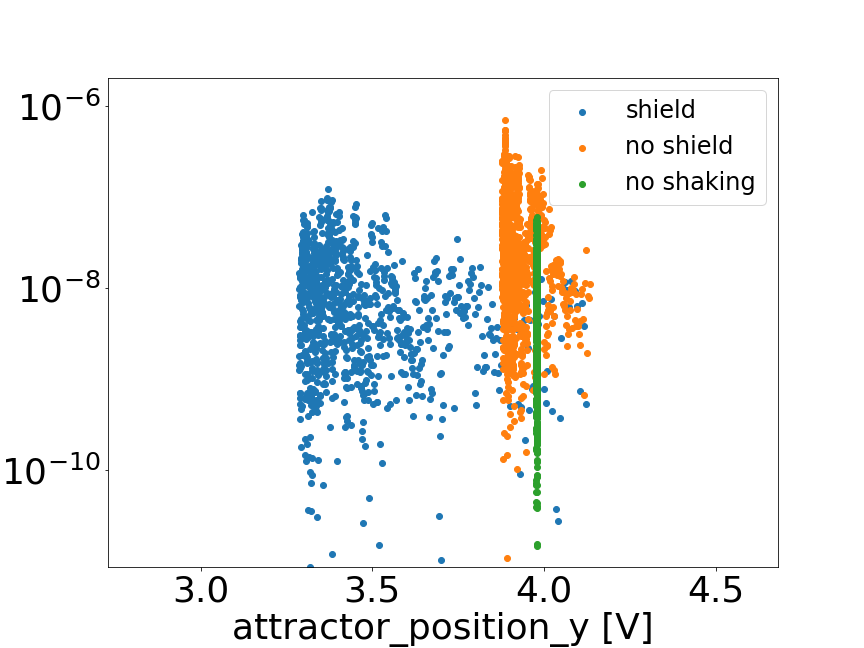 10⁻⁶
10⁻⁸
10⁻¹⁰
shield
no shield
no shaking
3.0 3.5 4.0 4.5
attractor_position_y [V]